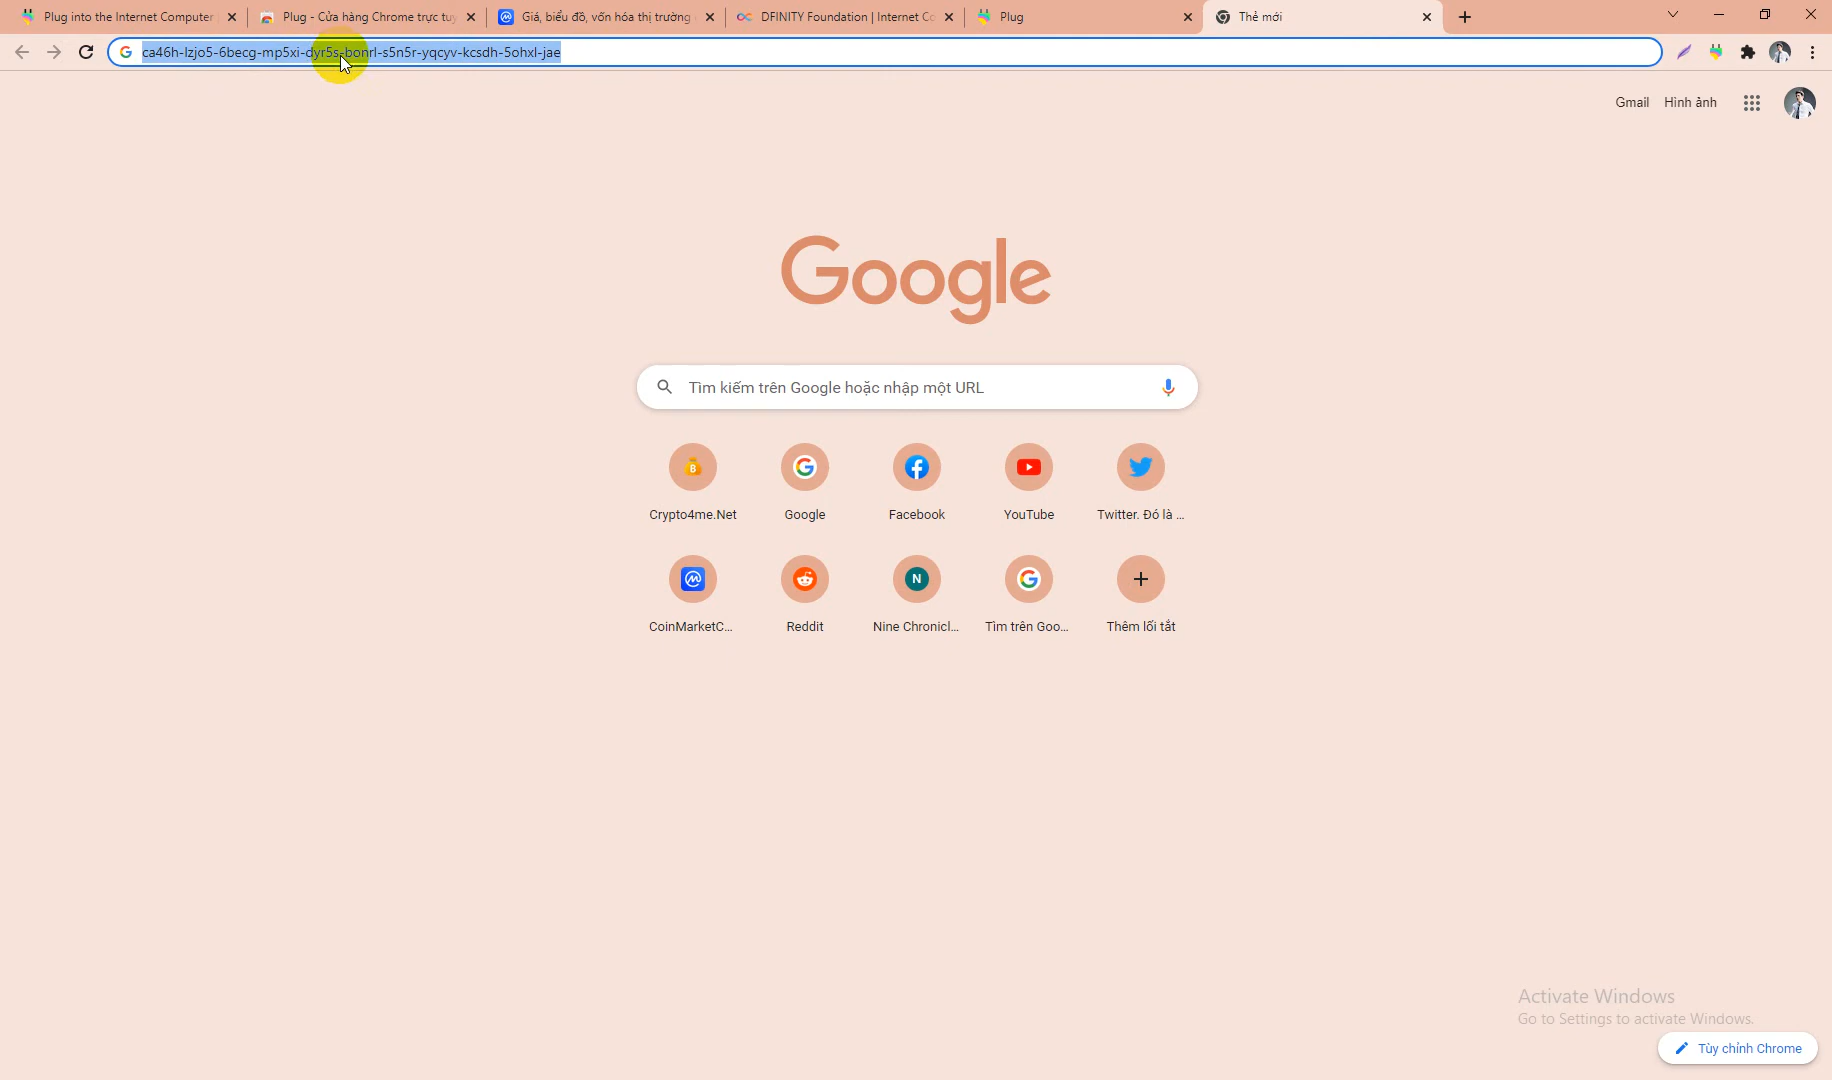 Plug into the Internet Computer
Plug - Cửa hàng Chrome trực tuy
Giá, biểu đồ, vốn hóa thị trường
DFINITY Foundation | Internet Co
Plug
Thẻ mới
ca46h-lzjo5-6becg-mp5xi-dyr5s-bonrl-s5n5r-yqcyv-kcsdh-5ohxl-jae
Gmail Hình ảnh
Google
Tìm kiếm trên Google hoặc nhập một URL
Crypto4me.Net
Google
Facebook
YouTube
Twitter. Đó là ...
CoinMarketC...
Reddit
N
Nine Chronicl...
Tìm trên Goo...
Thêm lối tắt
Activate Windows
Go to Settings to activate Windows.
Tùy chỉnh Chrome